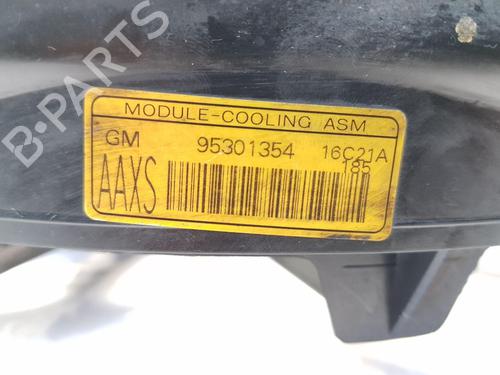 B-PARTS
MODULE-COOLING ASM
GM 95301354 16C21A
AAXS 185